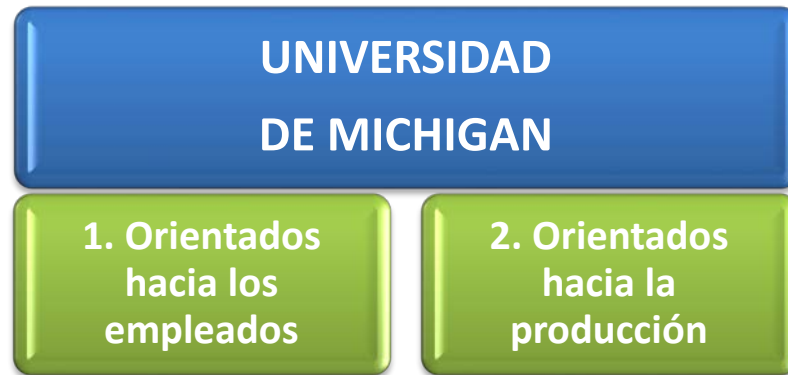 UNIVERSIDAD
DE MICHIGAN
1. Orientados
hacia los
empleados
2. Orientados
hacia la
producción